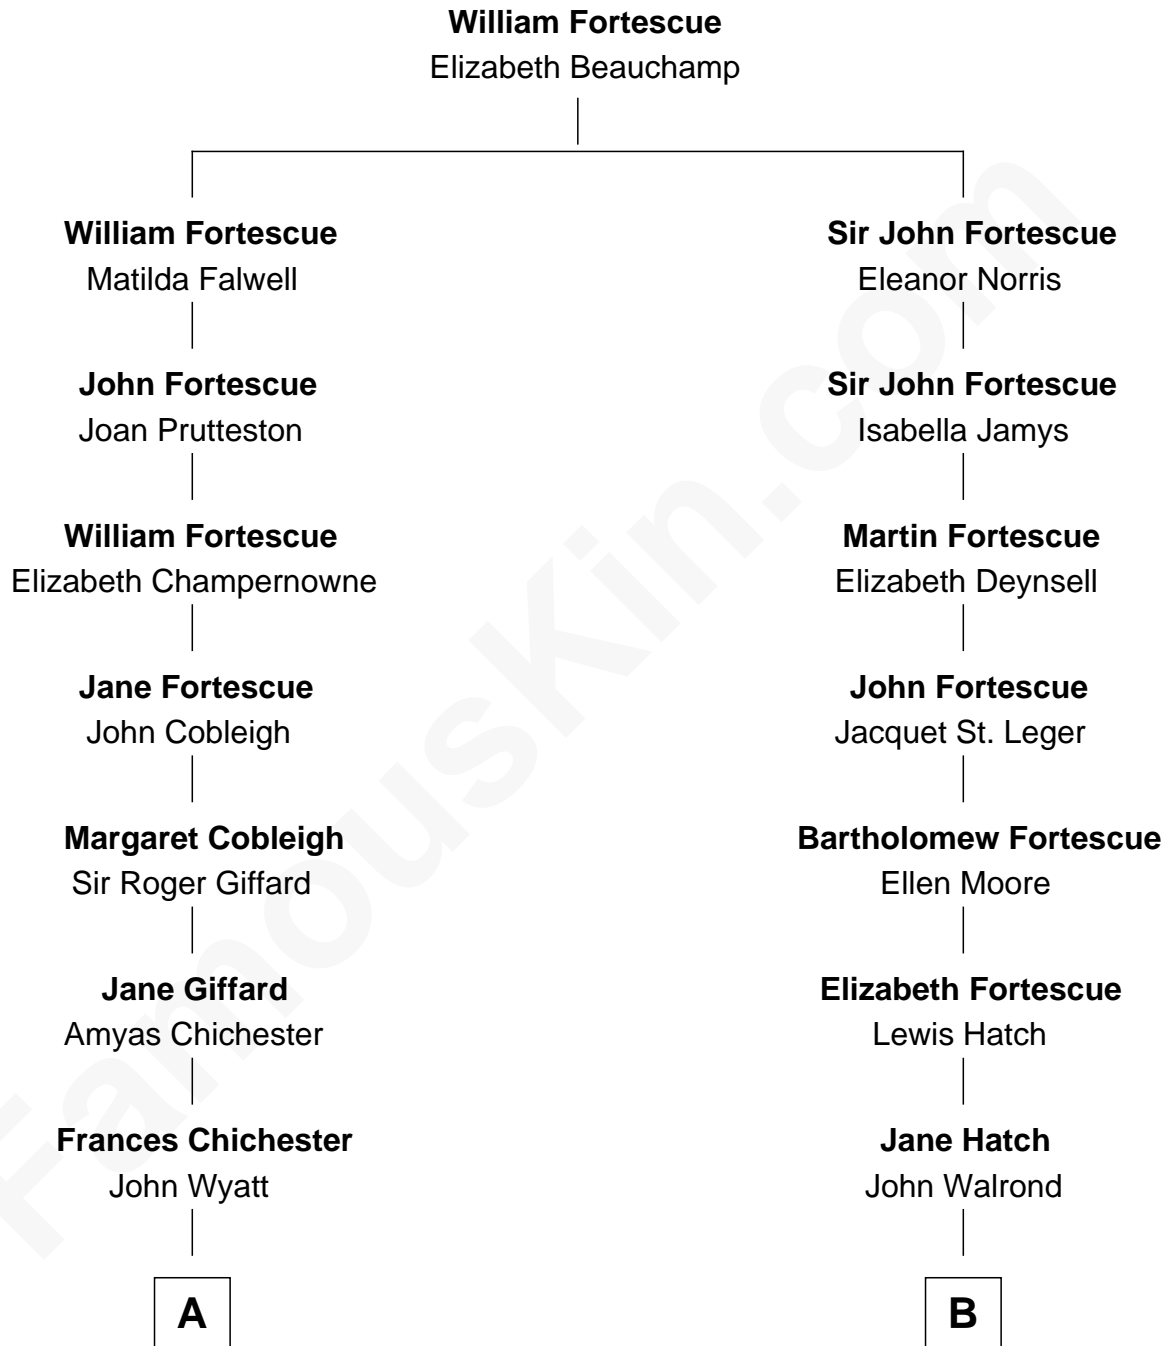 William Fortescue
Elizabeth Beauchamp
William Fortescue
Matilda Falwell
John Fortescue
Joan Prutteston
William Fortescue
Elizabeth Champernowne
Jane Fortescue
John Cobleigh
Margaret Cobleigh
Sir Roger Giffard
Jane Giffard
Amyas Chichester
Frances Chichester
John Wyatt
A
Sir John Fortescue
Eleanor Norris
Sir John Fortescue
Isabella Jamys
Martin Fortescue
Elizabeth Deynsell
John Fortescue
Jacquet St. Leger
Bartholomew Fortescue
Ellen Moore
Elizabeth Fortescue
Lewis Hatch
Jane Hatch
John Walrond
B
FamousKin.com